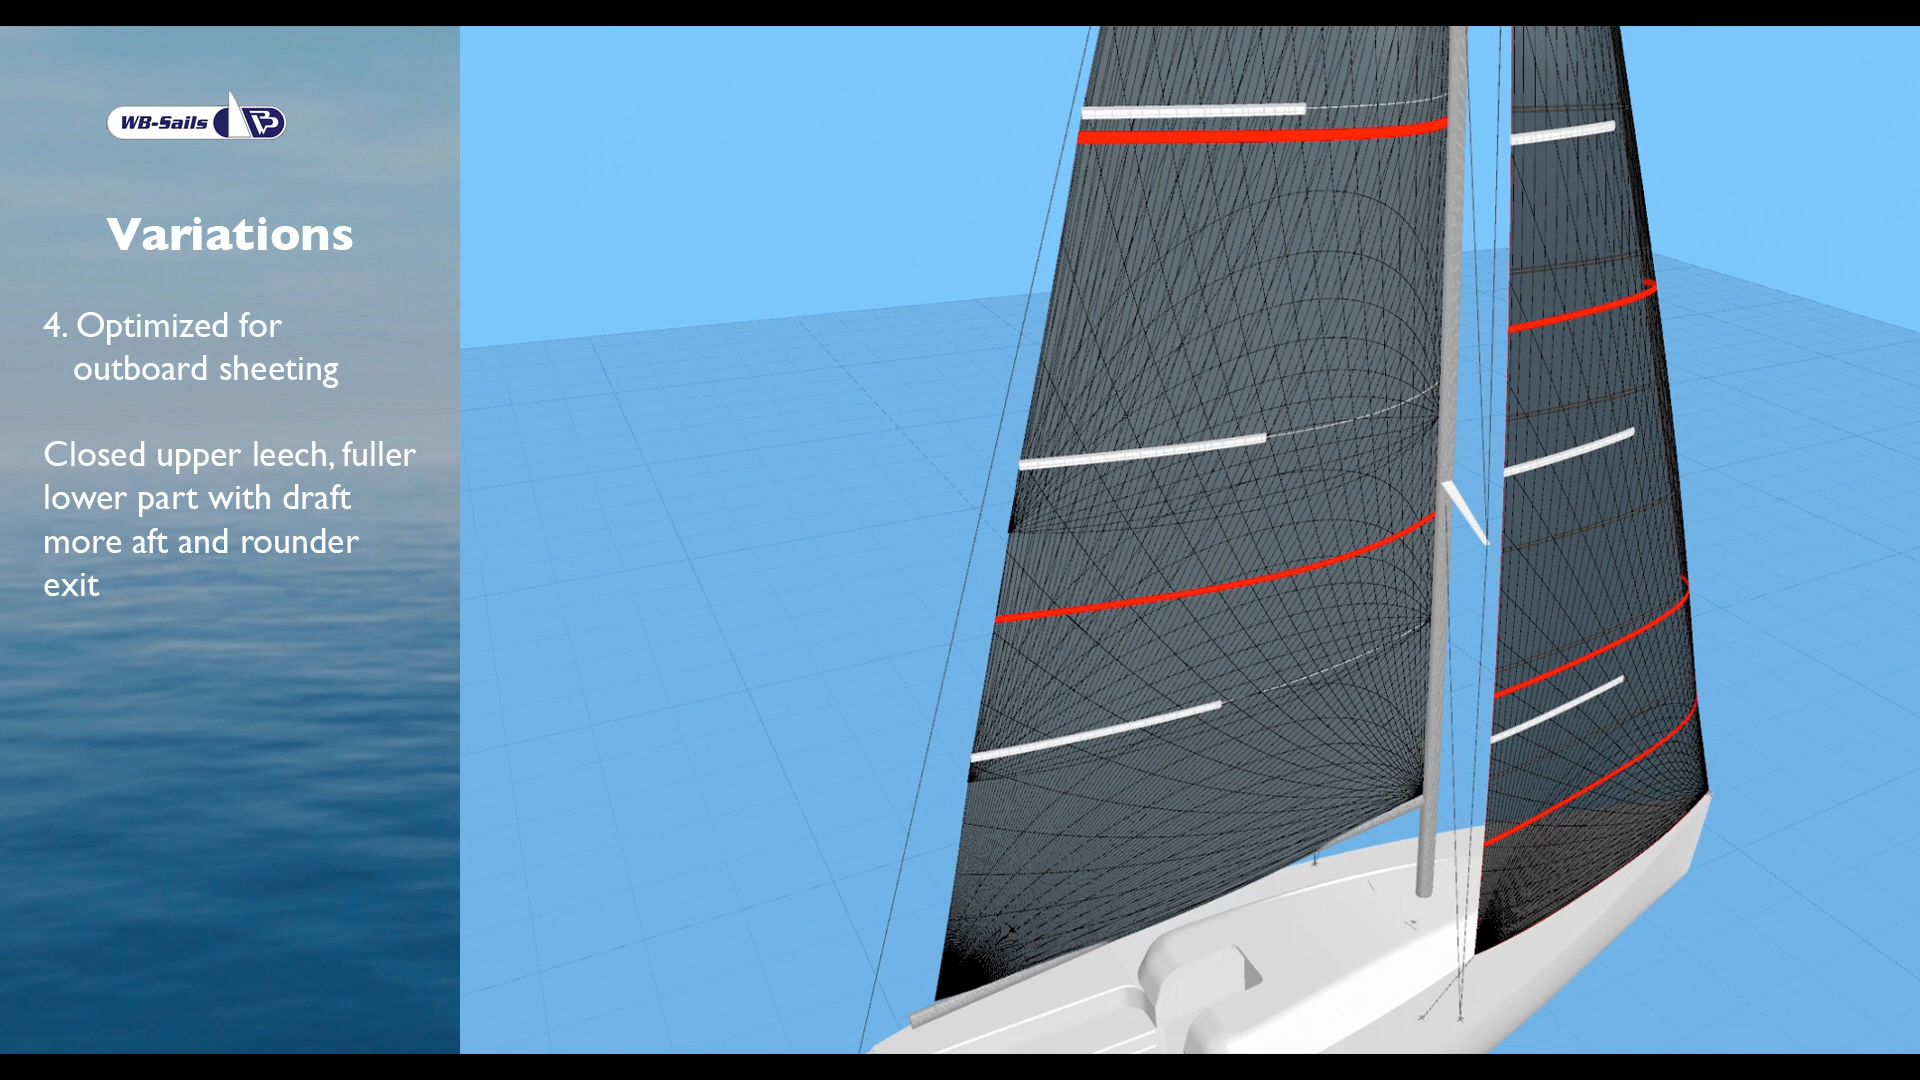 WB-Sails
Variations
4. Optimized for
outboard sheeting
Closed upper leech, fuller
lower part with draft
more aft and rounder
exit